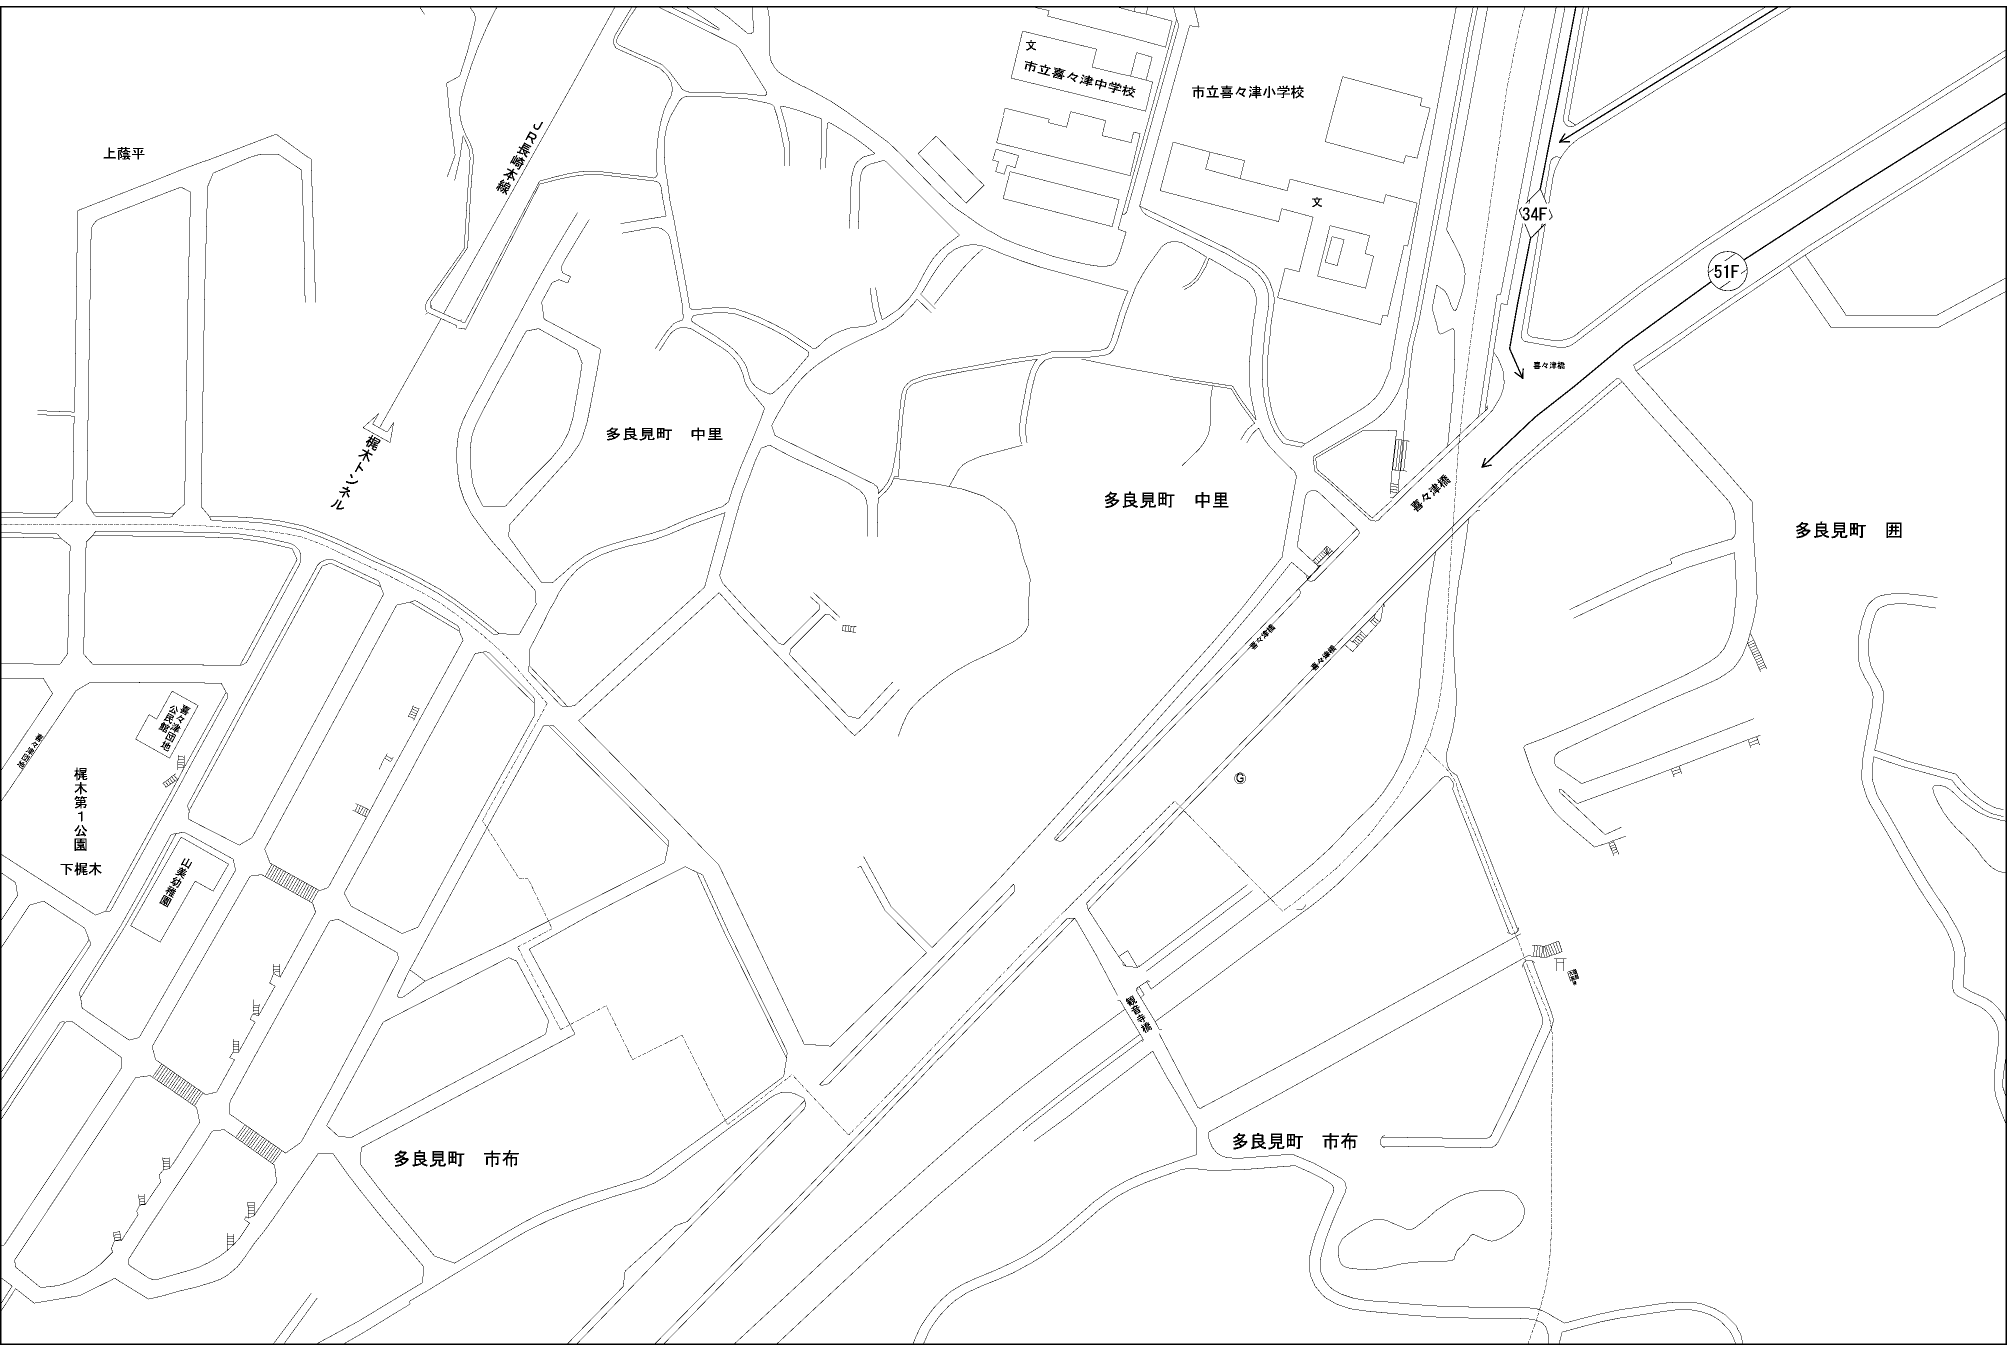 文
市立喜々津中学校
市立喜々津小学校
JR長崎本線
上蔭平
文
34F
51F
喜々津橋
多良見町　中里
梶木トンネル
多良見町　中里
喜々津橋
多良見町　囲
喜々津橋
喜々津橋
喜々津団地
公民館
梶木第1公園
下梶木
山美幼稚園
G
観音寺橋
多良見町　市布
多良見町　市布